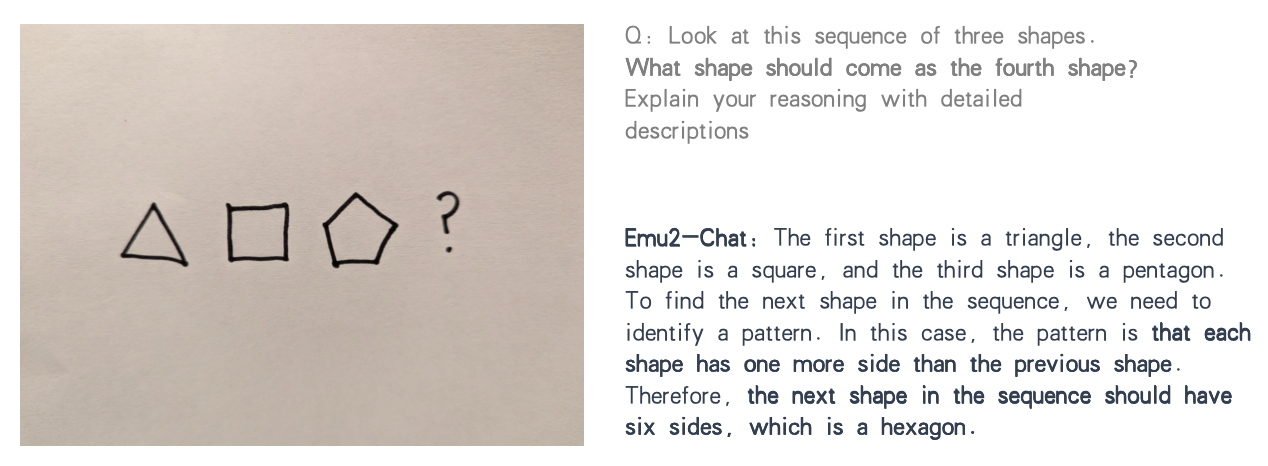 ?
Q: Look at this sequence of three shapes.
What shape should come as the fourth shape?
Explain your reasoning with detailed
descriptions
Emu2-Chat: The first shape is a triangle, the second
shape is a square, and the third shape is a pentagon.
To find the next shape in the sequence, we need to
identify a pattern. In this case, the pattern is that each
shape has one more side than the previous shape.
Therefore, the next shape in the sequence should have
six sides, which is a hexagon.